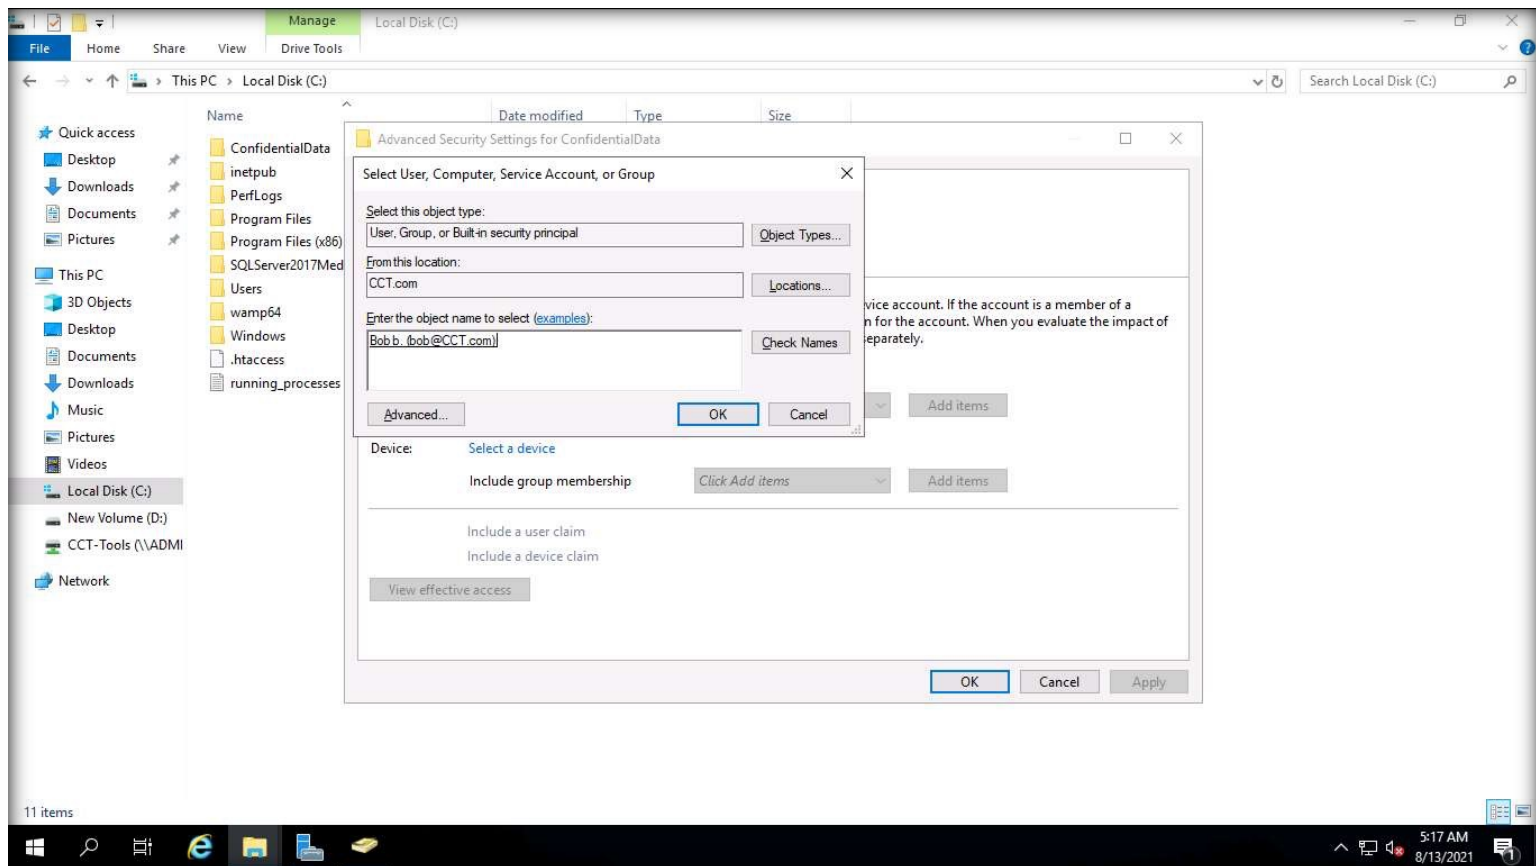 Manage
Local Disk (C:)
File
Home
Share
View
Drive Tools
This PC
Local Disk (C:)
Search Local Disk (C:)
Name
Date modified
Type
Size
Quick access
Desktop
Downloads
Documents
Pictures
This PC
3D Objects
Desktop
Documents
Downloads
Music
Pictures
Videos
Local Disk (C:)
New Volume (D:)
CCT-Tools (\\ADMI
Network
ConfidentialData
inetpub
PerfLogs
Program Files
Program Files (x86)
SQLServer2017Med
Users
wamp64
Windows
.htaccess
running_processes
Advanced Security Settings for ConfidentialData
Select User, Computer, Service Account, or Group
Select this object type:
User, Group, or Built-in security principal
Object Types...
From this location:
CCT.com
Locations...
Enter the object name to select (examples):
Bob b. (bob@CCT.com)
Check Names
Advanced...
OK
Cancel
vice account. If the account is a member of a
n for the account. When you evaluate the impact of
eparately.
Add items
Device:
Select a device
Include group membership
Click Add items
Add items
Include a user claim
Include a device claim
View effective access
OK
Cancel
Apply
11 items
5:17 AM
8/13/2021
1